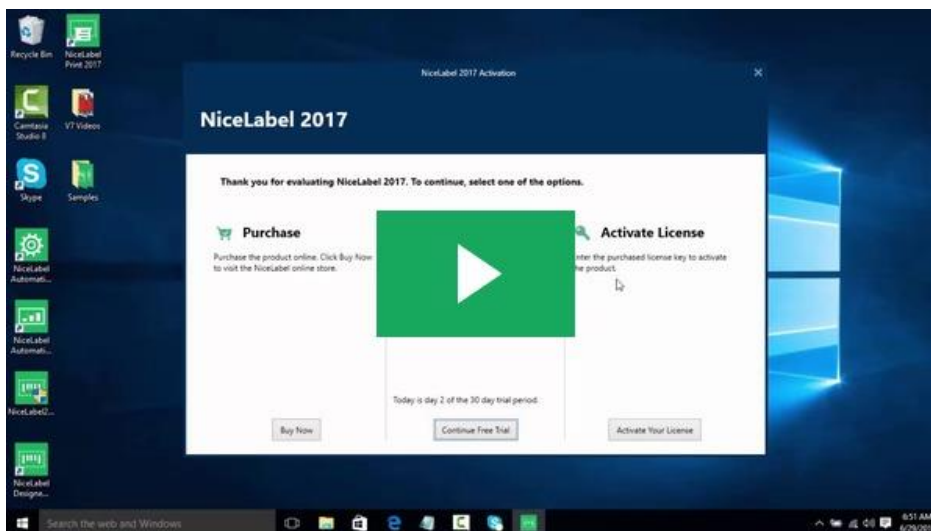 Recycle Bin
NiceLabel
Print 2017
Camtasia
Studio 8
V7 Videos
Skype
Samples
NiceLabel
Automati...
NiceLabel
Automati...
NiceLabel2...
NiceLabel
Designe...
NiceLabel 2017 Activation
NiceLabel 2017
Thank you for evaluating NiceLabel 2017. To continue, select one of the options.
Purchase
Purchase the product online. Click Buy Now
to visit the NiceLabel online store.
Buy Now
Today is day 2 of the 30 day trial period.
Continue Free Trial
Activate License
the purchased license key to activate
product.
Activate Your License
Search the web and Windows
6:51 AM